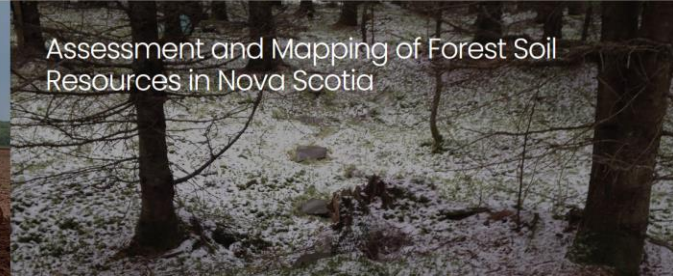 Assessment and Mapping of Forest Soil
Resources in Nova Scotia